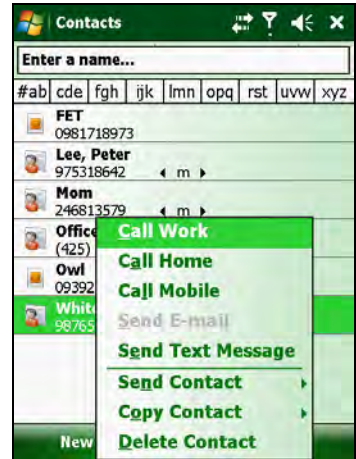 Contacts
Enter a name...
#ab cde fgh ijk lmn opq rst uvw xyz
FET
0981718973
Lee, Peter
975318642 m
Mom
246813579 m
Office
(425)
Owl
09392
White
98765
Call Work
Call Home
Call Mobile
Send E-mail
Send Text Message
Send Contact
Copy Contact
Delete Contact
New